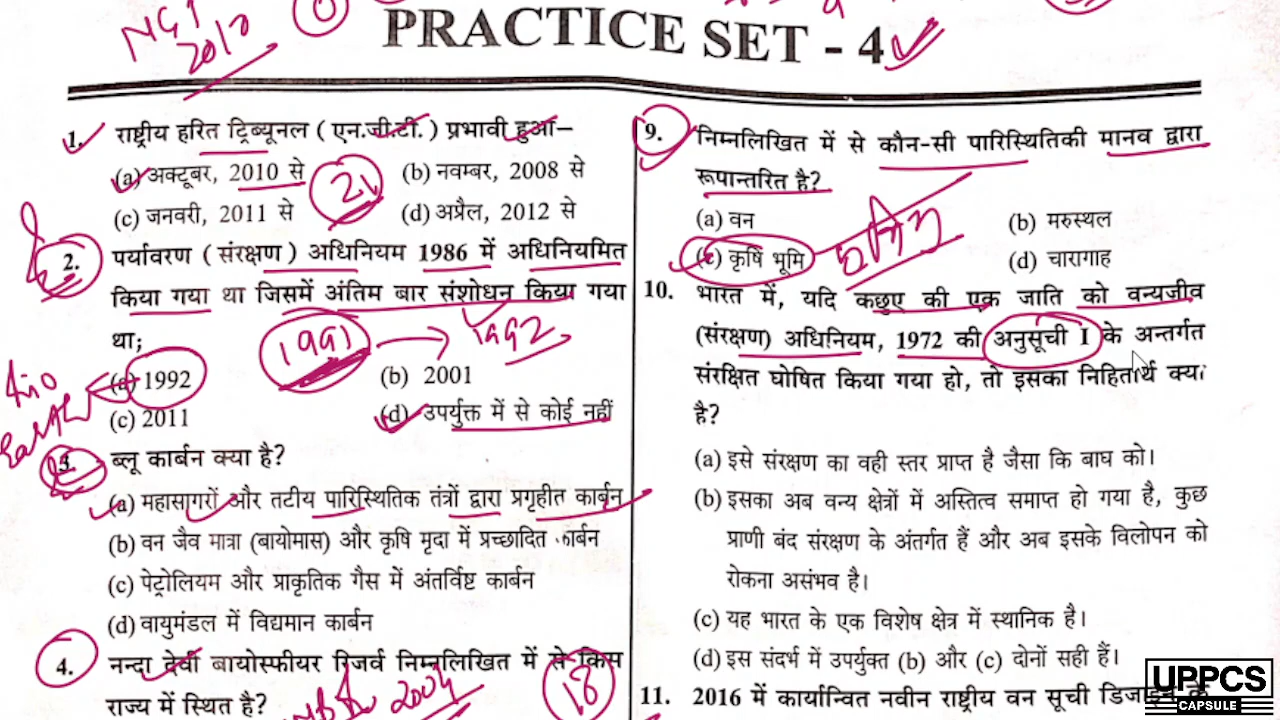 NGT
2010
PRACTICE SET - 4
1. राष्ट्रीय हरित ट्रिब्यूनल ( एन.जी.टी. ) प्रभावी हुआ–
(a) अक्टूबर, 2010 से
(b) नवम्बर, 2008 से
(c) जनवरी, 2011 से
(d) अप्रैल, 2012 से
2. पर्यावरण ( संरक्षण ) अधिनियम 1986 में अधिनियमित
किया गया था जिसमें अंतिम बार संशोधन किया गया
था;
1991
1992
(a) 1992
(b) 2001
(c) 2011
(d) उपर्युक्त में से कोई नहीं
3. ब्लू कार्बन क्या है?
(a) महासागरों और तटीय पारिस्थितिक तंत्रों द्वारा प्रगृहीत कार्बन
(b) वन जैव मात्रा (बायोमास) और कृषि मृदा में प्रच्छादित कार्बन
(c) पेट्रोलियम और प्राकृतिक गैस में अंतर्विष्ट कार्बन
(d) वायुमंडल में विद्यमान कार्बन
4. नन्दा देवी बायोस्फीयर रिजर्व निम्नलिखित में से किस
राज्य में स्थित है?
2004
18
9. निम्नलिखित में से कौन-सी पारिस्थितिकी मानव द्वारा
रूपान्तरित है?
(a) वन
(b) मरुस्थल
(c) कृषि भूमि
(d) चारागाह
10. भारत में, यदि कछुए की एक जाति को वन्यजीव
(संरक्षण) अधिनियम, 1972 की अनुसूची I के अन्तर्गत
संरक्षित घोषित किया गया हो, तो इसका निहितार्थ क्या
है?
(a) इसे संरक्षण का वही स्तर प्राप्त है जैसा कि बाघ को।
(b) इसका अब वन्य क्षेत्रों में अस्तित्व समाप्त हो गया है, कुछ
प्राणी बंद संरक्षण के अंतर्गत हैं और अब इसके विलोपन को
रोकना असंभव है।
(c) यह भारत के एक विशेष क्षेत्र में स्थानिक है।
(d) इस संदर्भ में उपर्युक्त (b) और (c) दोनों सही हैं।
11. 2016 में कार्यान्वित नवीन राष्ट्रीय वन सूची डिजाइन के
UPPCS
CAPSULE